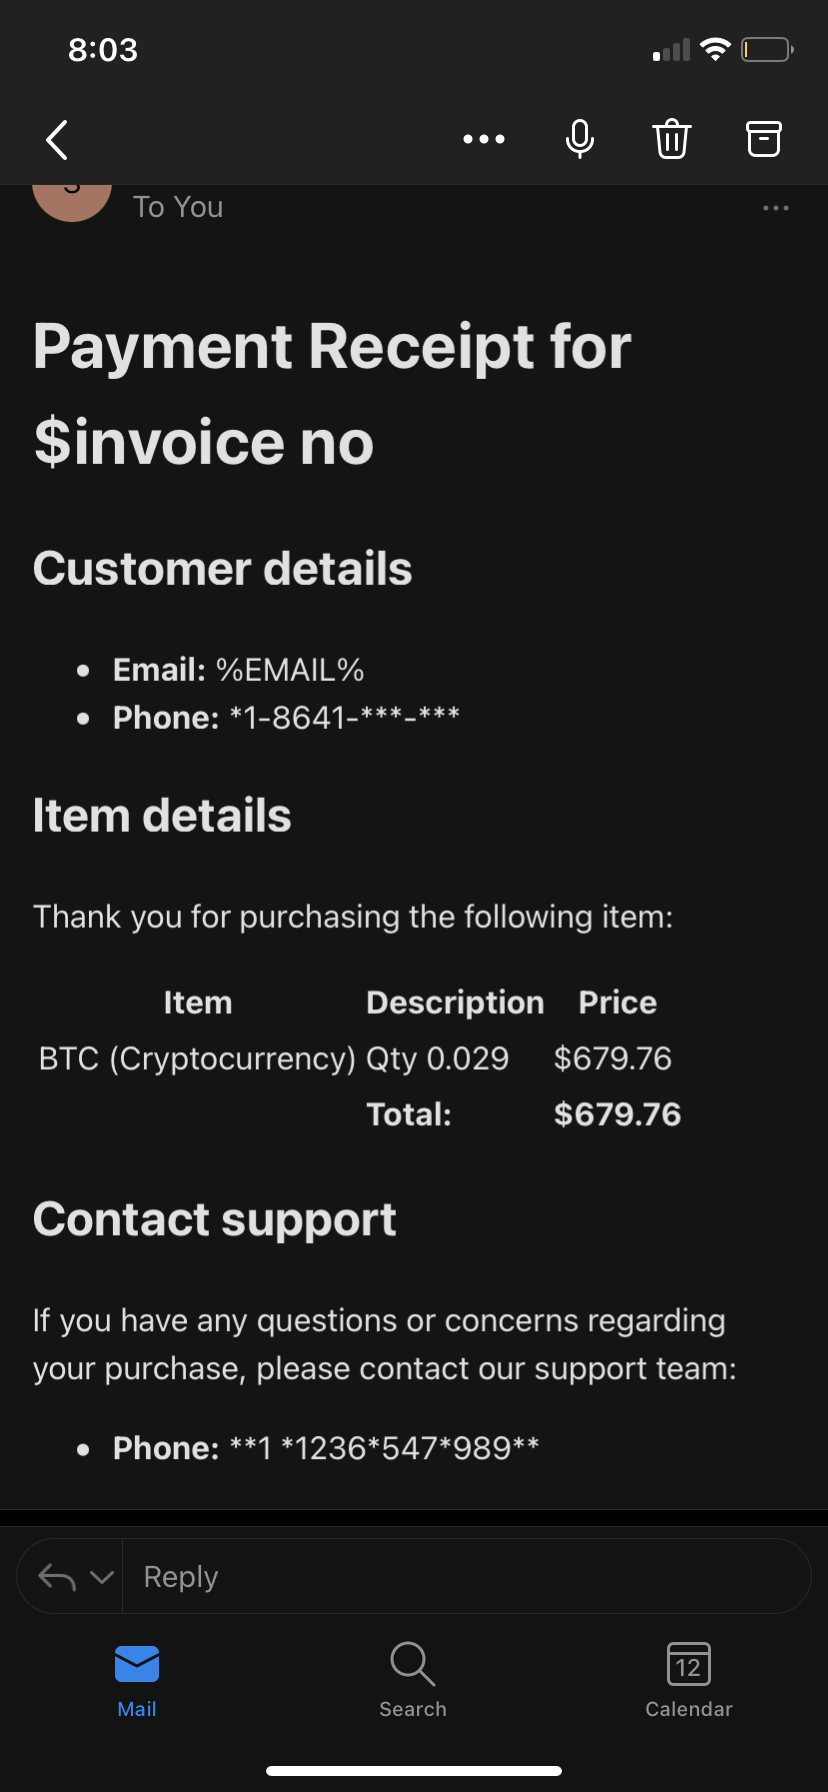 8:03
To You
Payment Receipt for
$invoice no
Customer details
Email: %EMAIL%
Phone: *1-8641-***-***
Item details
Thank you for purchasing the following item:
Item Description Price
BTC (Cryptocurrency) Qty 0.029 $679.76
Total: $679.76
Contact support
If you have any questions or concerns regarding
your purchase, please contact our support team:
Phone: **1 *1236*547*989**
Reply
12
Mail Search Calendar